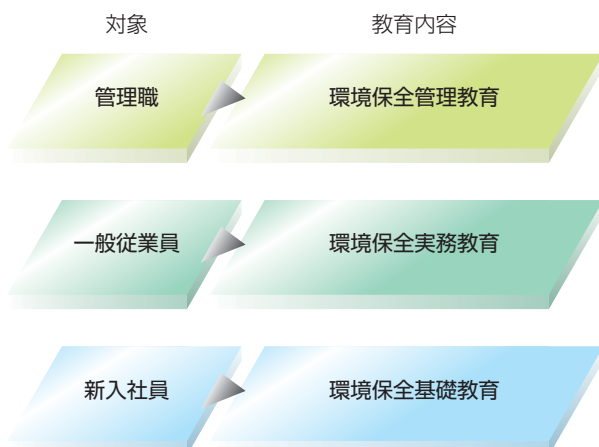 対象
教育内容
管理職
環境保全管理教育
一般従業員
環境保全実務教育
新入社員
環境保全基礎教育